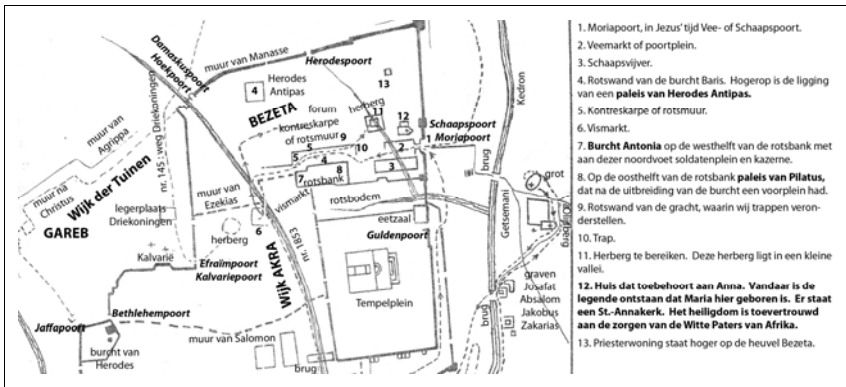 Damaskuspoort
Hoekpoort
muur van Manasse
Herodespoort
13
4
Herodes
Antipas
BEZETA
forum
herberg
11
12
kontreskarpe
of rotsmuur
9
10
5
5
Schaapspoort
Moriapoort
1
2
3
4
8
7
rotsbank
Kedron
brug
grot
muur van
Agrippa
nr. 145 : weg Driekoningen
muur na
Christus
Wijk der Tuinen
GAREB
legerplaats
Driekoningen
muur van
Ezekias
vismarkt
6
rotsbodem
eetzaal
Guldenpoort
Getsemani
Olijfberg
herberg
Kalvarië
Efraïmpoort
Kalvariepoort
Wijk AKRA
nr. 1853
Tempelplein
graven
Josafat
Absalom
Jakobus
Zakarias
brug
Bethlehempoort
Jaffapoort
burcht van
Herodes
muur van Salomon
brug
1. Moriapoort, in Jezus' tijd Vee- of Schaapspoort.
2. Veemarkt of poortplein.
3. Schaapsvijver.
4. Rotswand van de burcht Baris. Hogerop is de ligging
van een paleis van Herodes Antipas.
5. Kontreskarpe of rotsmuur.
6. Vismarkt.
7. Burcht Antonia op de westhelft van de rotsbank met
aan dezer noordvoet soldatenplein en kazerne.
8. Op de oosthelft van de rotsbank paleis van Pilatus,
dat na de uitbreiding van de burcht een voorplein had.
9. Rotswand van de gracht, waarin wij trappen veron-
derstellen.
10. Trap.
11. Herberg te bereiken. Deze herberg ligt in een kleine
vallei.
12. Huis dat toebehoort aan Anna. Vandaar is de
legende ontstaan dat Maria hier geboren is. Er staat
een St.-Annakerk. Het heiligdom is toevertrouwd
aan de zorgen van de Witte Paters van Afrika.
13. Priesterwoning staat hoger op de heuvel Bezeta.